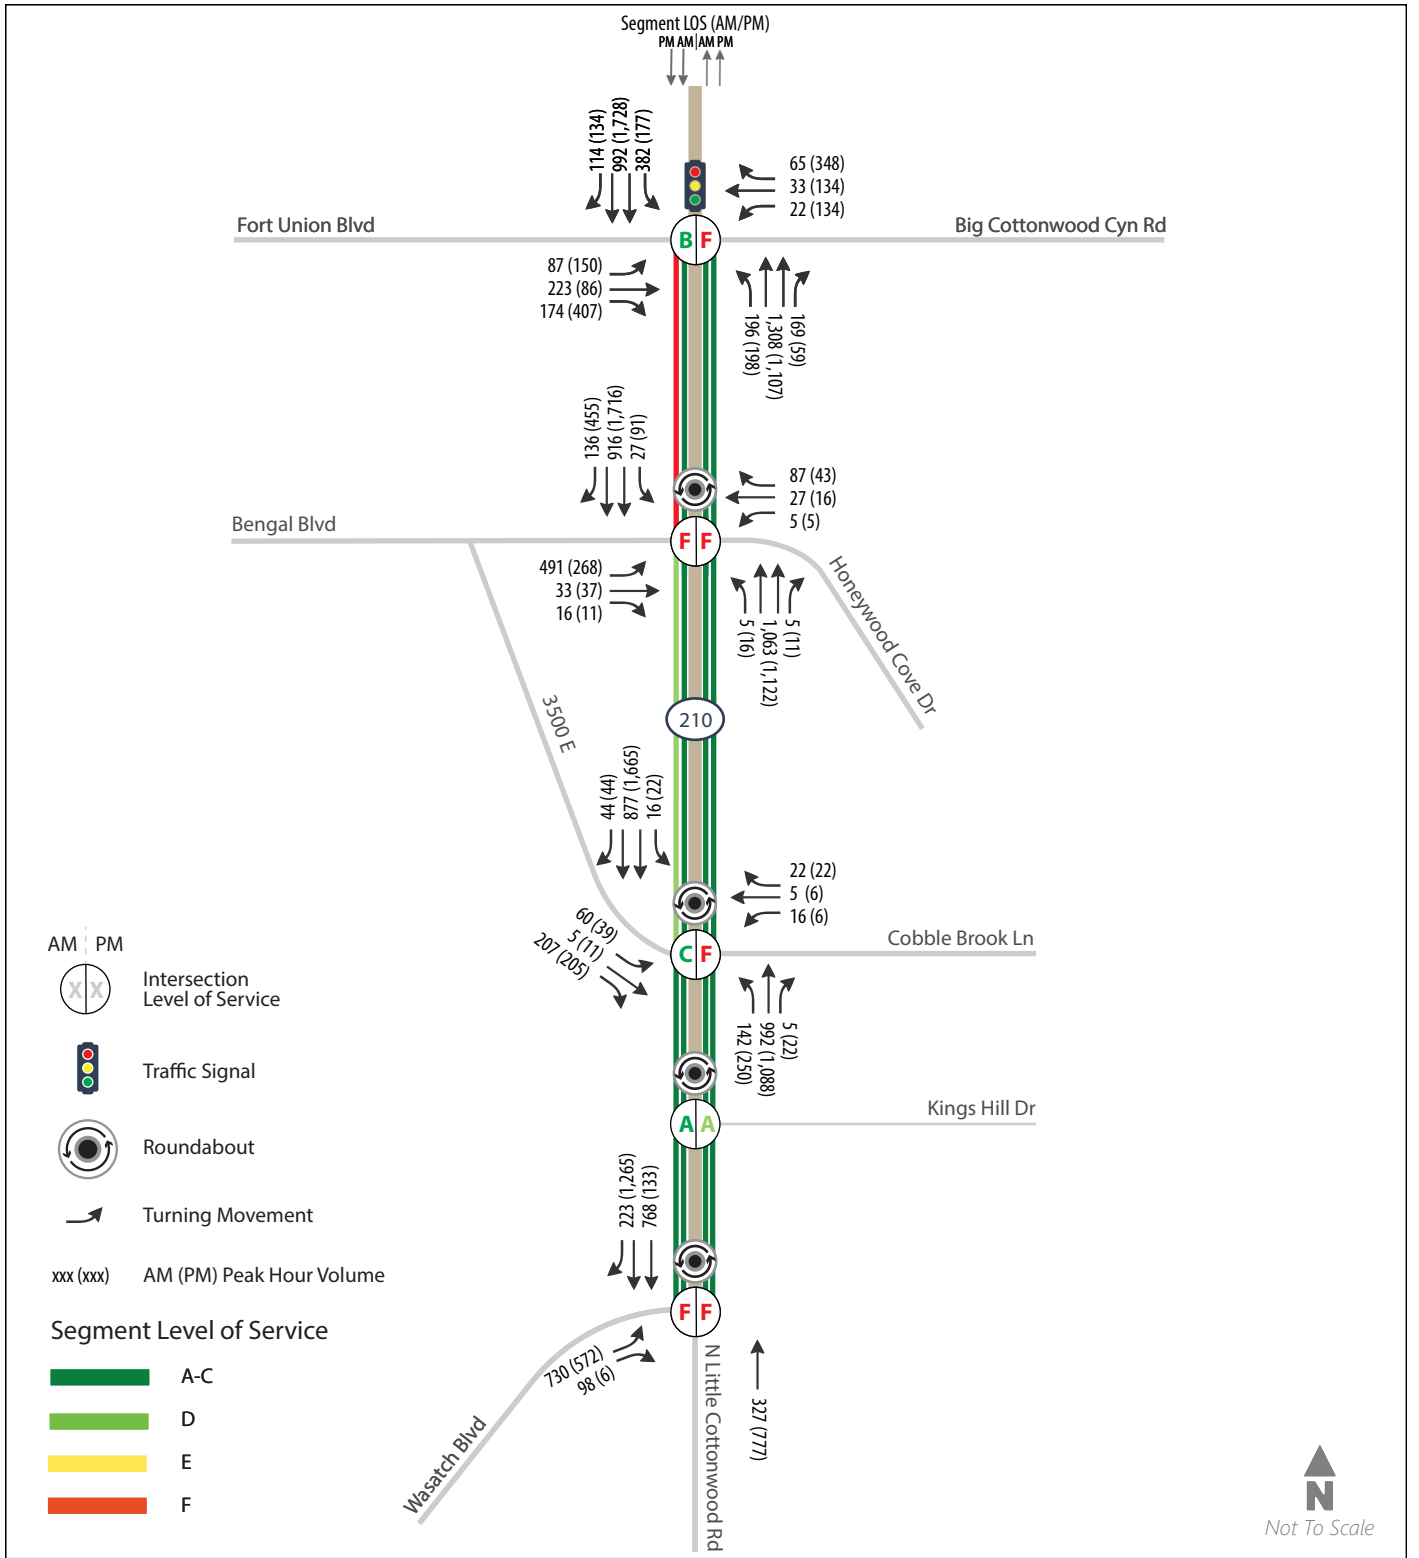 Segment LOS (AM/PM)
PM AM AM PM
114 (134)
992 (1,728)
382 (177)
65 (348)
33 (134)
22 (134)
Fort Union Blvd
Big Cottonwood Cyn Rd
B F
87 (150)
223 (86)
174 (407)
196 (198)
1,308 (1,107)
169 (59)
136 (455)
916 (1,716)
27 (91)
87 (43)
27 (16)
5 (5)
Bengal Blvd
F F
491 (268)
33 (37)
16 (11)
5 (16)
1,063 (1,122)
5 (11)
Honeywood Cove Dr
3500 E
210
44 (44)
877 (1,665)
16 (22)
22 (22)
5 (6)
16 (6)
60 (39)
5 (11)
207 (205)
Cobble Brook Ln
C F
142 (250)
992 (1,088)
5 (22)
Kings Hill Dr
A A
223 (1,265)
768 (133)
F F
730 (572)
98 (6)
Wasatch Blvd
N Little Cottonwood Rd
327 (777)
AM PM
X X
Intersection
Level of Service
Traffic Signal
Roundabout
Turning Movement
xxx (xxx)
AM (PM) Peak Hour Volume
Segment Level of Service
A-C
D
E
F
N
Not To Scale